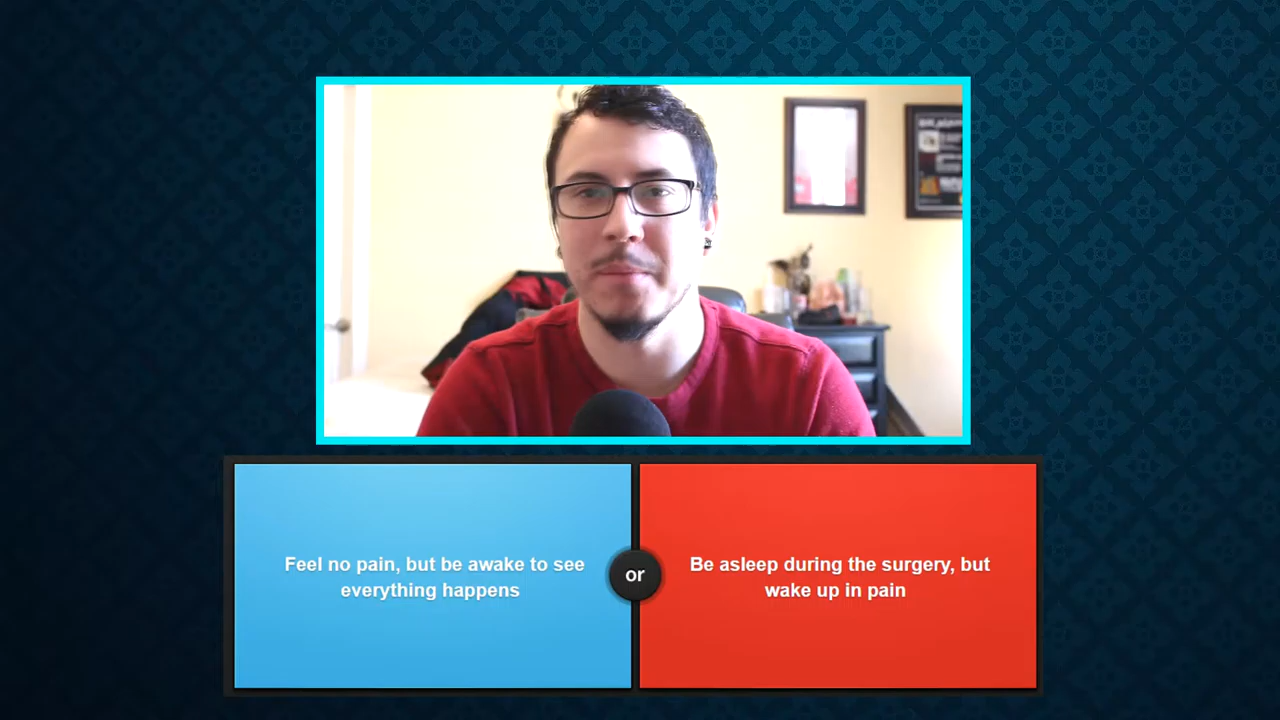 Feel no pain, but be awake to see
everything happens
or
Be asleep during the surgery, but
wake up in pain